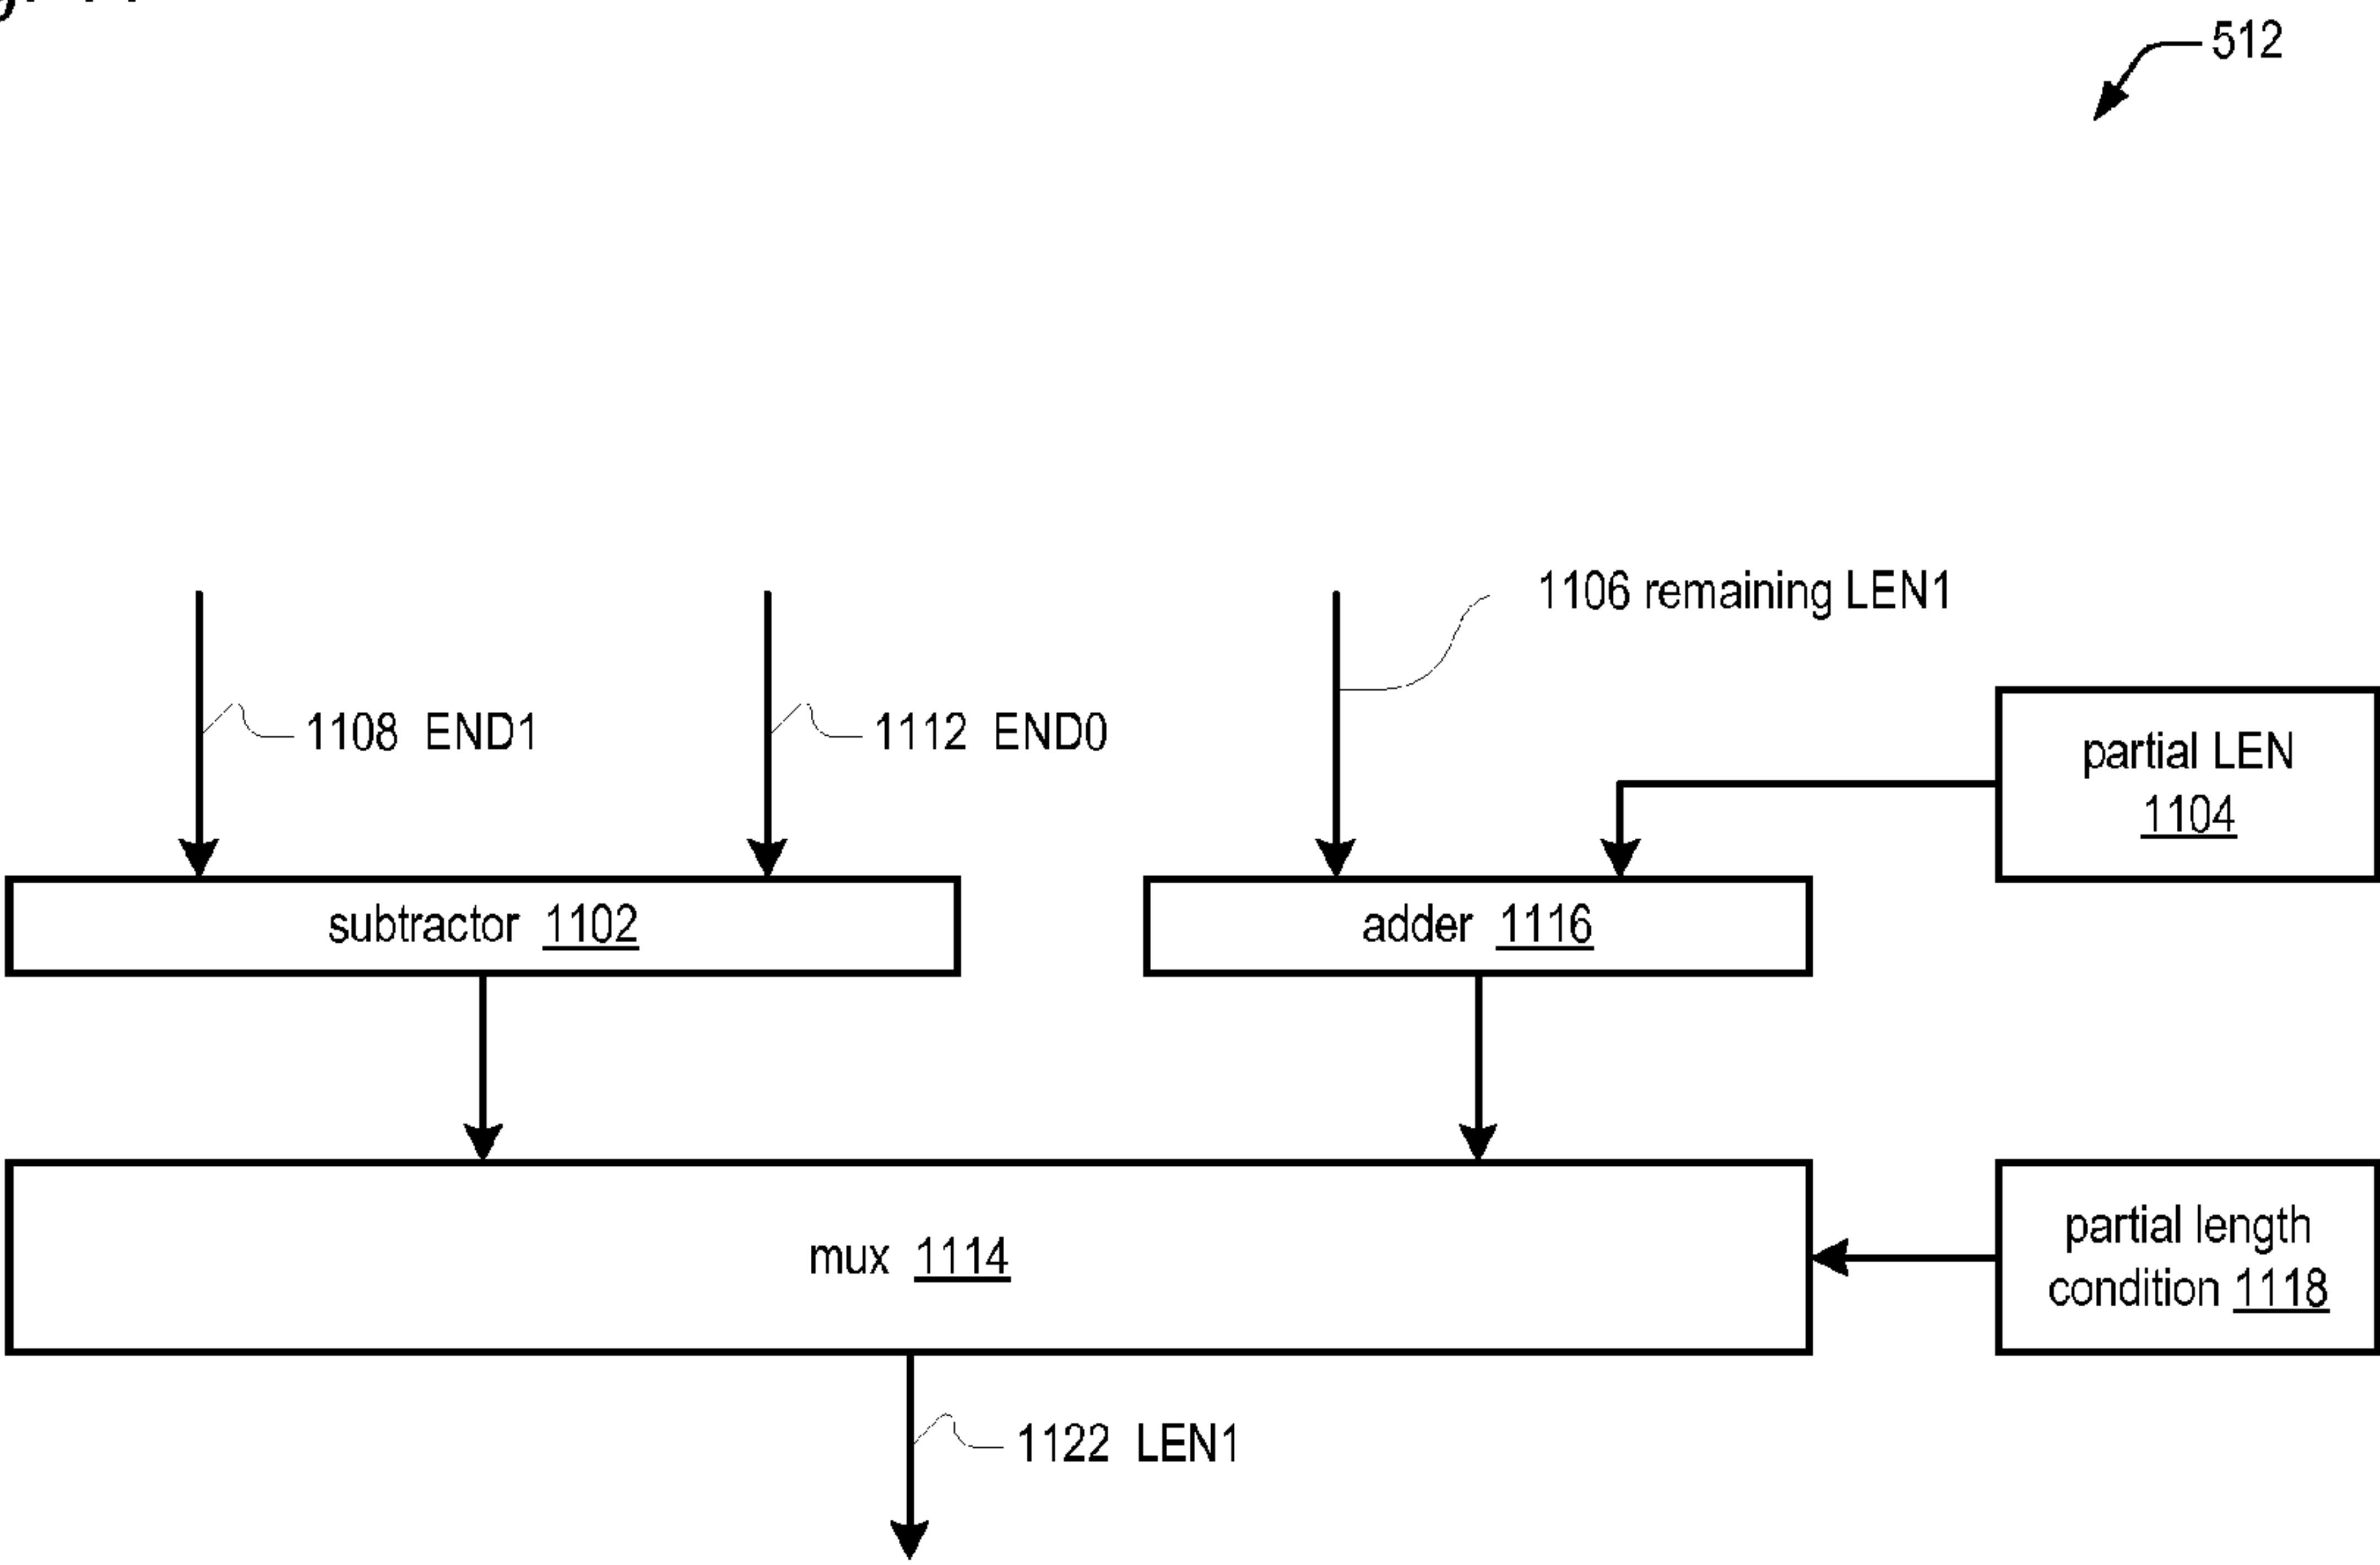 512
1106 remaining LEN1
1108 END1
1112 END0
partial LEN
1104
subtractor 1102
adder 1116
mux 1114
partial length
condition 1118
1122 LEN1